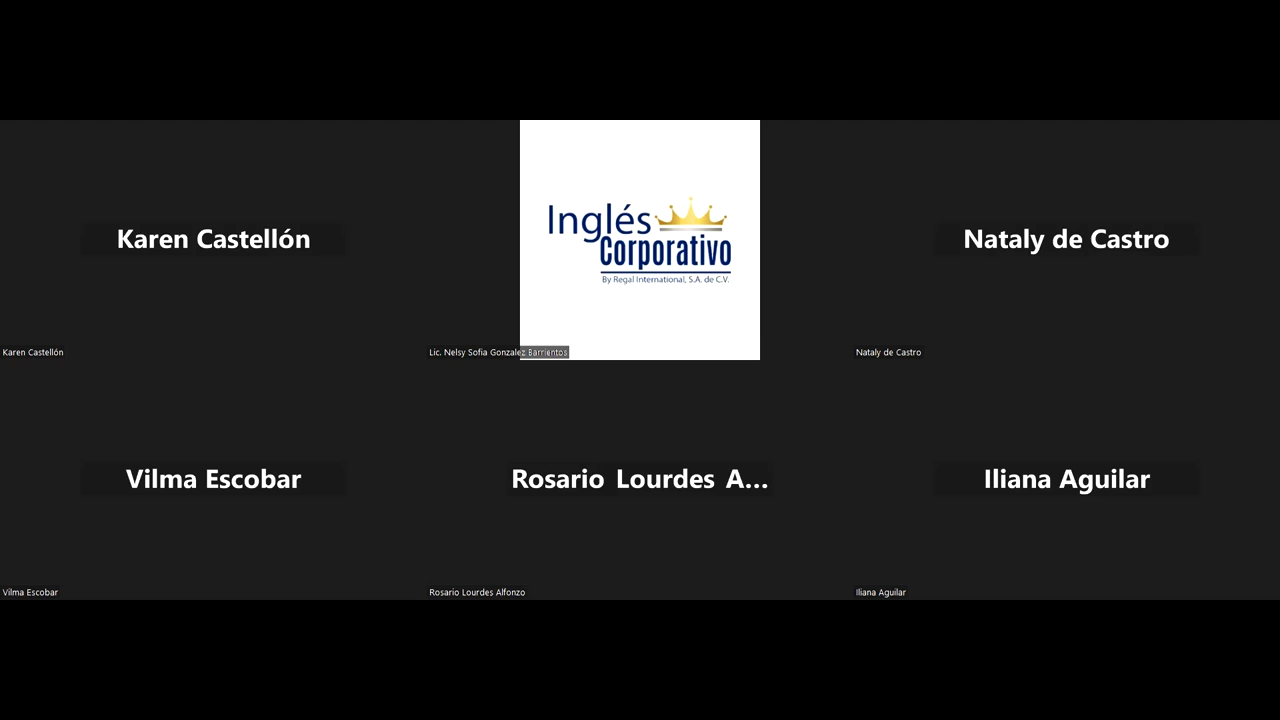 Karen Castellón
Inglés
Corporativo
By Regal International, S.A. de C.V.
Nataly de Castro
Karen Castellón
Lic. Nelsy Sofia Gonzalez Barrientos
Nataly de Castro
Vilma Escobar
Rosario Lourdes A...
Iliana Aguilar
Vilma Escobar
Rosario Lourdes Alfonzo
Iliana Aguilar